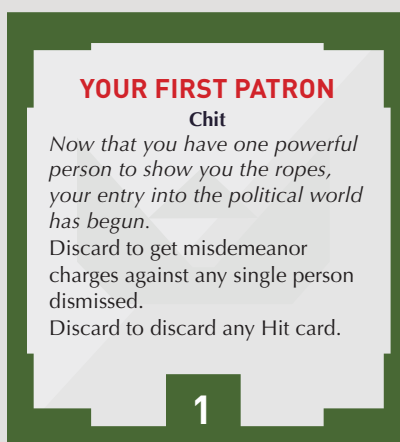 YOUR FIRST PATRON
Chit
Now that you have one powerful
person to show you the ropes,
your entry into the political world
has begun.
Discard to get misdemeanor
charges against any single person
dismissed.
Discard to discard any Hit card.
1